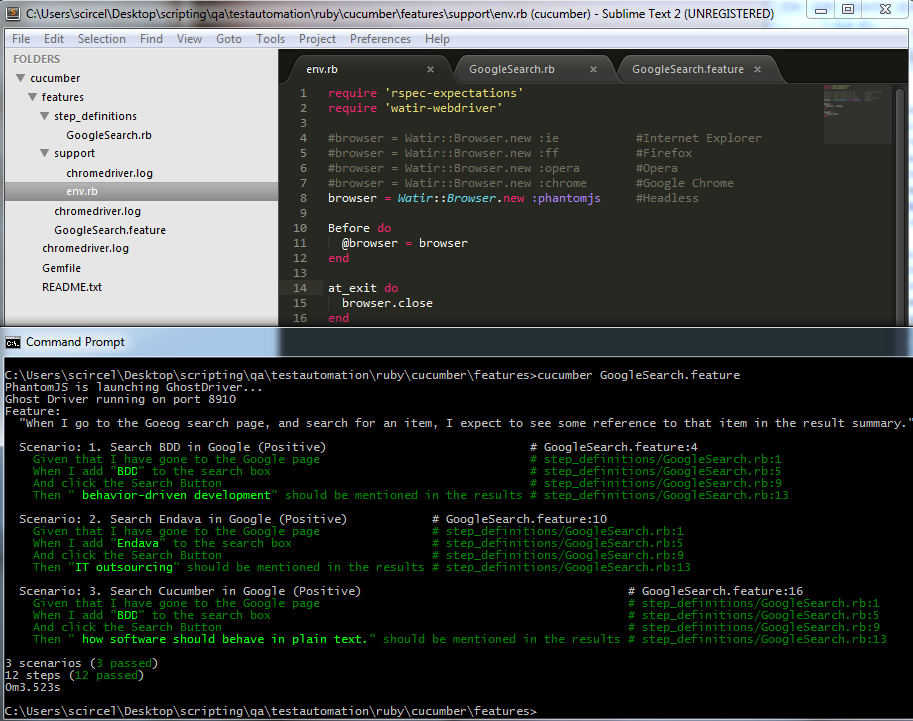 C:\Users\scircel\Desktop\scripting\qa\testautomation\ruby\cucumber\features\support\env.rb (cucumber) - Sublime Text 2 (UNREGISTERED)
File Edit Selection Find View Goto Tools Project Preferences Help
FOLDERS
cucumber
features
step_definitions
GoogleSearch.rb
support
chromedriver.log
env.rb
chromedriver.log
GoogleSearch.feature
chromedriver.log
Gemfile
README.txt
env.rb × GoogleSearch.rb × GoogleSearch.feature ×
1 require 'rspec-expectations'
2 require 'watir-webdriver'
3
4 #browser = Watir::Browser.new :ie #Internet Explorer
5 #browser = Watir::Browser.new :ff #Firefox
6 #browser = Watir::Browser.new :opera #Opera
7 #browser = Watir::Browser.new :chrome #Google Chrome
8 browser = Watir::Browser.new :phantomjs #Headless
9
10 Before do
11 @browser = browser
12 end
13
14 at_exit do
15 browser.close
16 end
Command Prompt
C:\Users\scircel\Desktop\scripting\qa\testautomation\ruby\cucumber\features>cucumber GoogleSearch.feature
PhantomJS is launching GhostDriver...
Ghost Driver running on port 8910
Feature:
"When I go to the Goeog search page, and search for an item, I expect to see some reference to that item in the result summary."
Scenario: 1. Search BDD in Google (Positive) # GoogleSearch.feature:4
Given that I have gone to the Google page # step_definitions/GoogleSearch.rb:1
When I add "BDD" to the search box # step_definitions/GoogleSearch.rb:5
And click the Search Button # step_definitions/GoogleSearch.rb:9
Then " behavior-driven development" should be mentioned in the results # step_definitions/GoogleSearch.rb:13
Scenario: 2. Search Endava in Google (Positive) # GoogleSearch.feature:10
Given that I have gone to the Google page # step_definitions/GoogleSearch.rb:1
When I add "Endava" to the search box # step_definitions/GoogleSearch.rb:5
And click the Search Button # step_definitions/GoogleSearch.rb:9
Then "IT outsourcing" should be mentioned in the results # step_definitions/GoogleSearch.rb:13
Scenario: 3. Search Cucumber in Google (Positive) # GoogleSearch.feature:16
Given that I have gone to the Google page # step_definitions/GoogleSearch.rb:1
When I add "BDD" to the search box # step_definitions/GoogleSearch.rb:5
And click the Search Button # step_definitions/GoogleSearch.rb:9
Then " how software should behave in plain text." should be mentioned in the results # step_definitions/GoogleSearch.rb:13
3 scenarios (3 passed)
12 steps (12 passed)
0m3.523s
C:\Users\scircel\Desktop\scripting\qa\testautomation\ruby\cucumber\features>